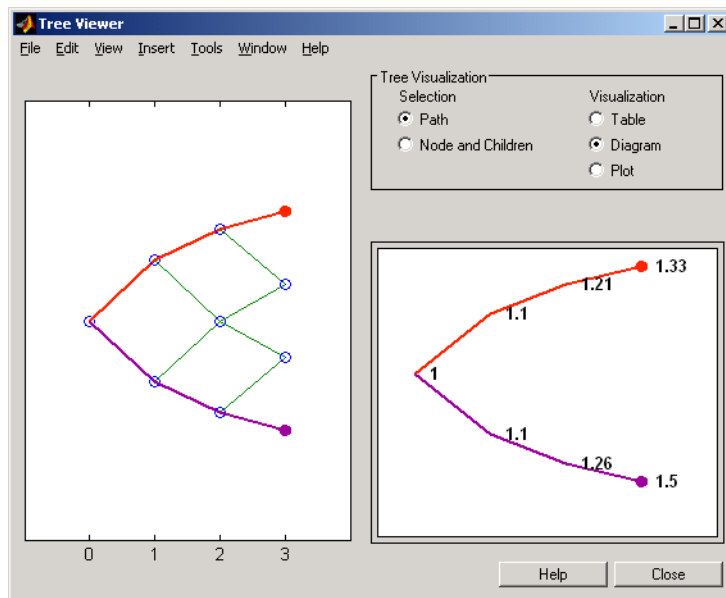 Tree Viewer
File Edit View Insert Tools Window Help
Tree Visualization
Selection Visualization
Path Table
Node and Children Diagram
Plot
1.33
1.21
1.1
1
1.1
1.26
1.5
0 1 2 3
Help Close